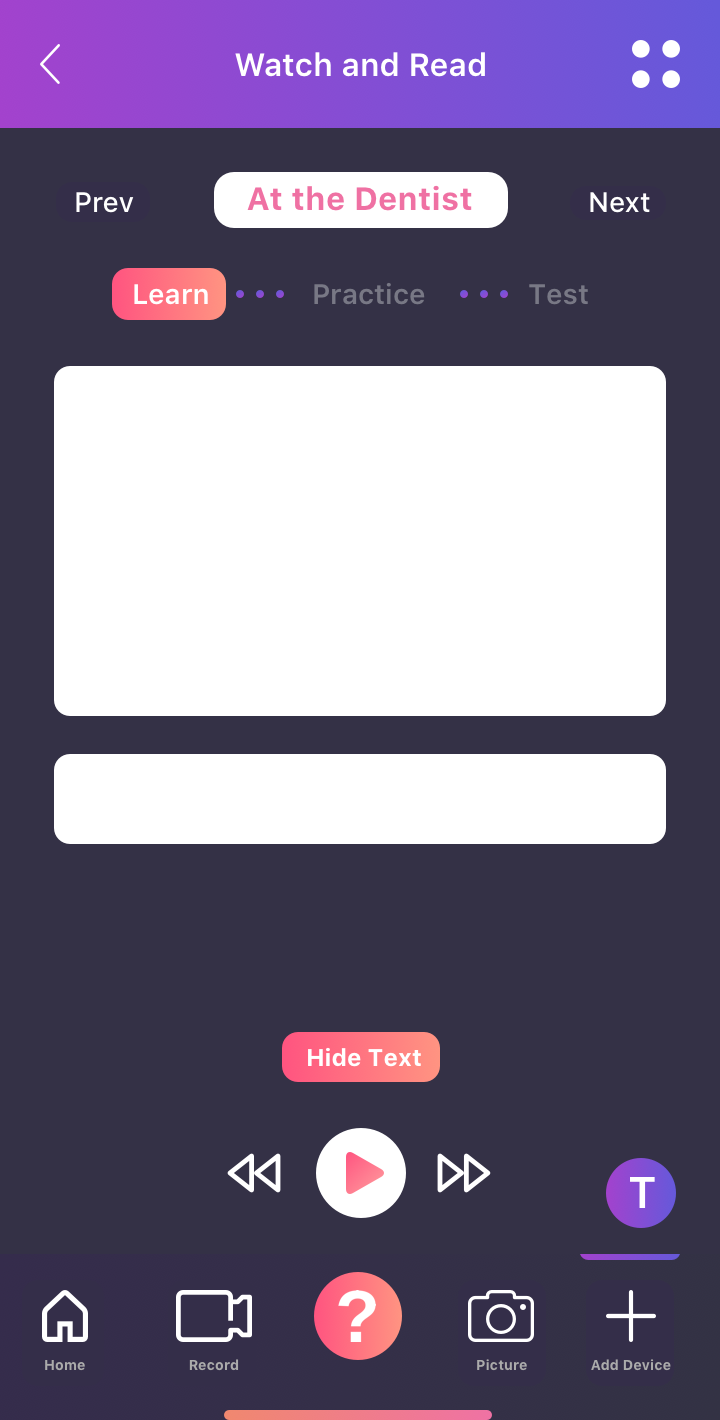 Watch and Read
Prev
At the Dentist
Next
Learn
Practice
Test
Hide Text
T
?
Home
Record
Picture
Add Device